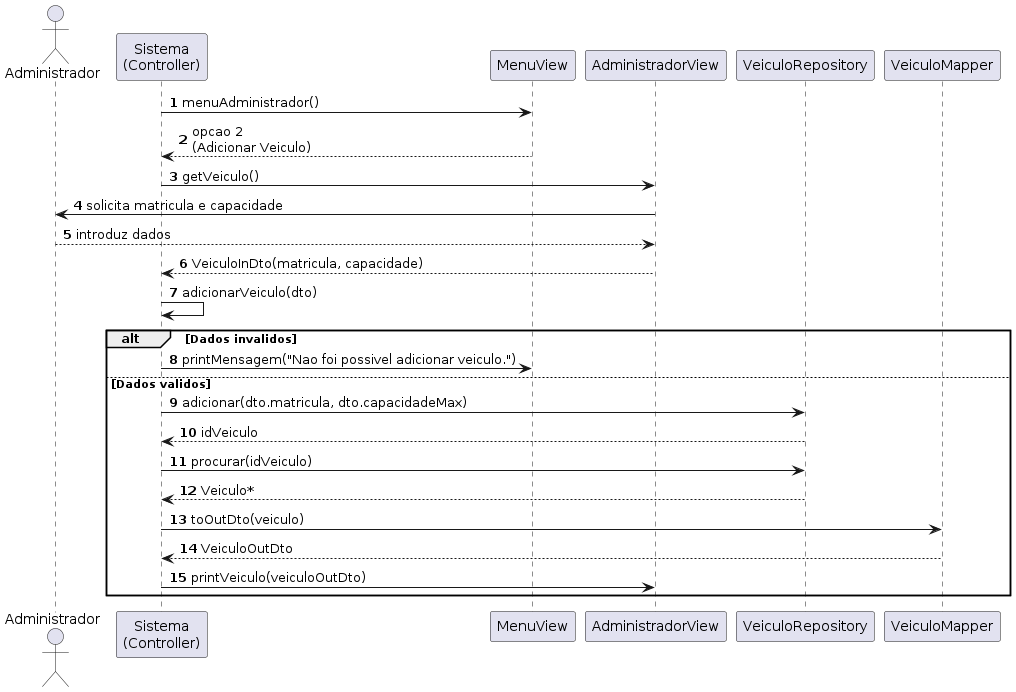 Administrador
Sistema
(Controller)
MenuView
AdministradorView
VeiculoRepository
VeiculoMapper
1 menuAdministrador()
2 opcao 2
(Adicionar Veiculo)
3 getVeiculo()
4 solicita matricula e capacidade
5 introduz dados
6 VeiculoInDto(matricula, capacidade)
7 adicionarVeiculo(dto)
alt [Dados invalidos]
8 printMensagem("Nao foi possivel adicionar veiculo.")
[Dados validos]
9 adicionar(dto.matricula, dto.capacidadeMax)
10 idVeiculo
11 procurar(idVeiculo)
12 Veiculo*
13 toOutDto(veiculo)
14 VeiculoOutDto
15 printVeiculo(veiculoOutDto)
Administrador
Sistema
(Controller)
MenuView
AdministradorView
VeiculoRepository
VeiculoMapper